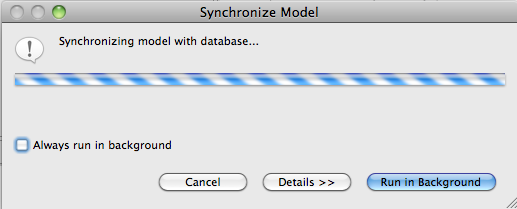 Synchronize Model
Synchronizing model with database...
Always run in background
Cancel
Details >>
Run in Background